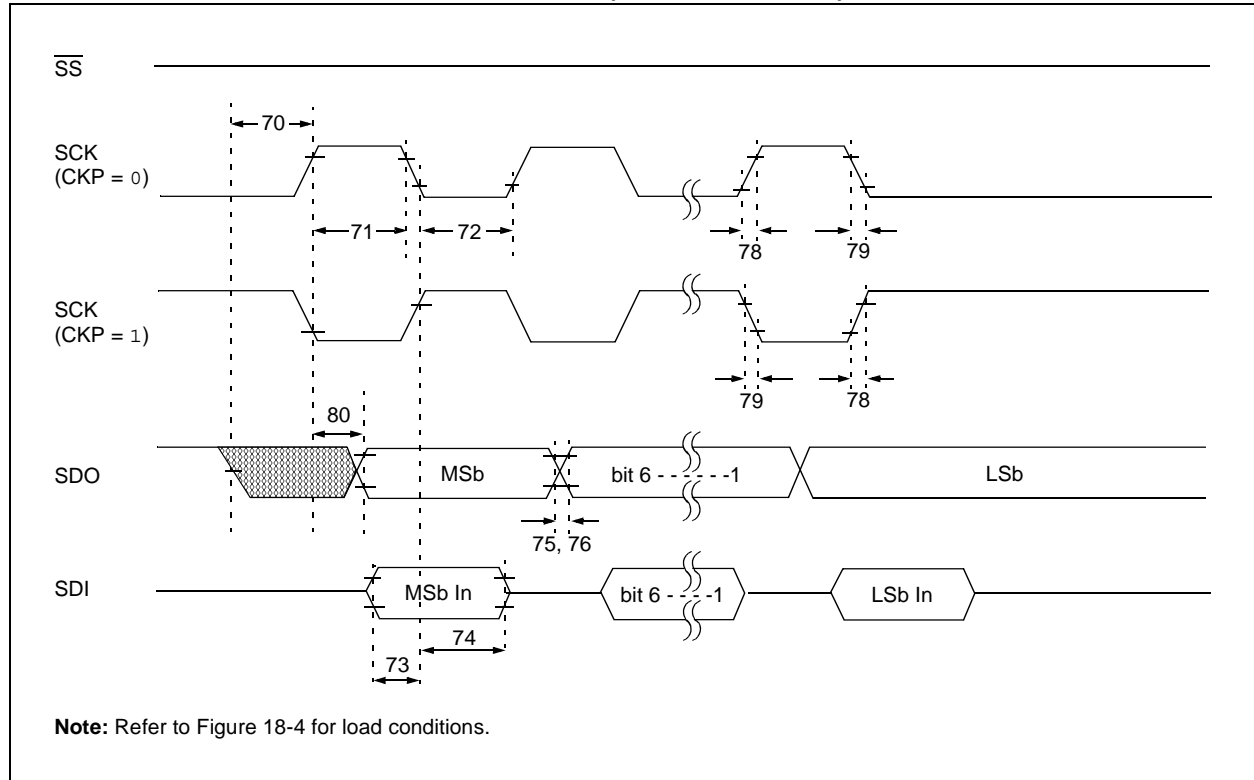 SS
70
SCK
(CKP = 0)
71
72
78
79
SCK
(CKP = 1)
79
78
80
SDO
MSb
bit 6 - - - - - -1
LSb
75, 76
SDI
MSb In
bit 6 - - - - -1
LSb In
74
73
Note: Refer to Figure 18-4 for load conditions.